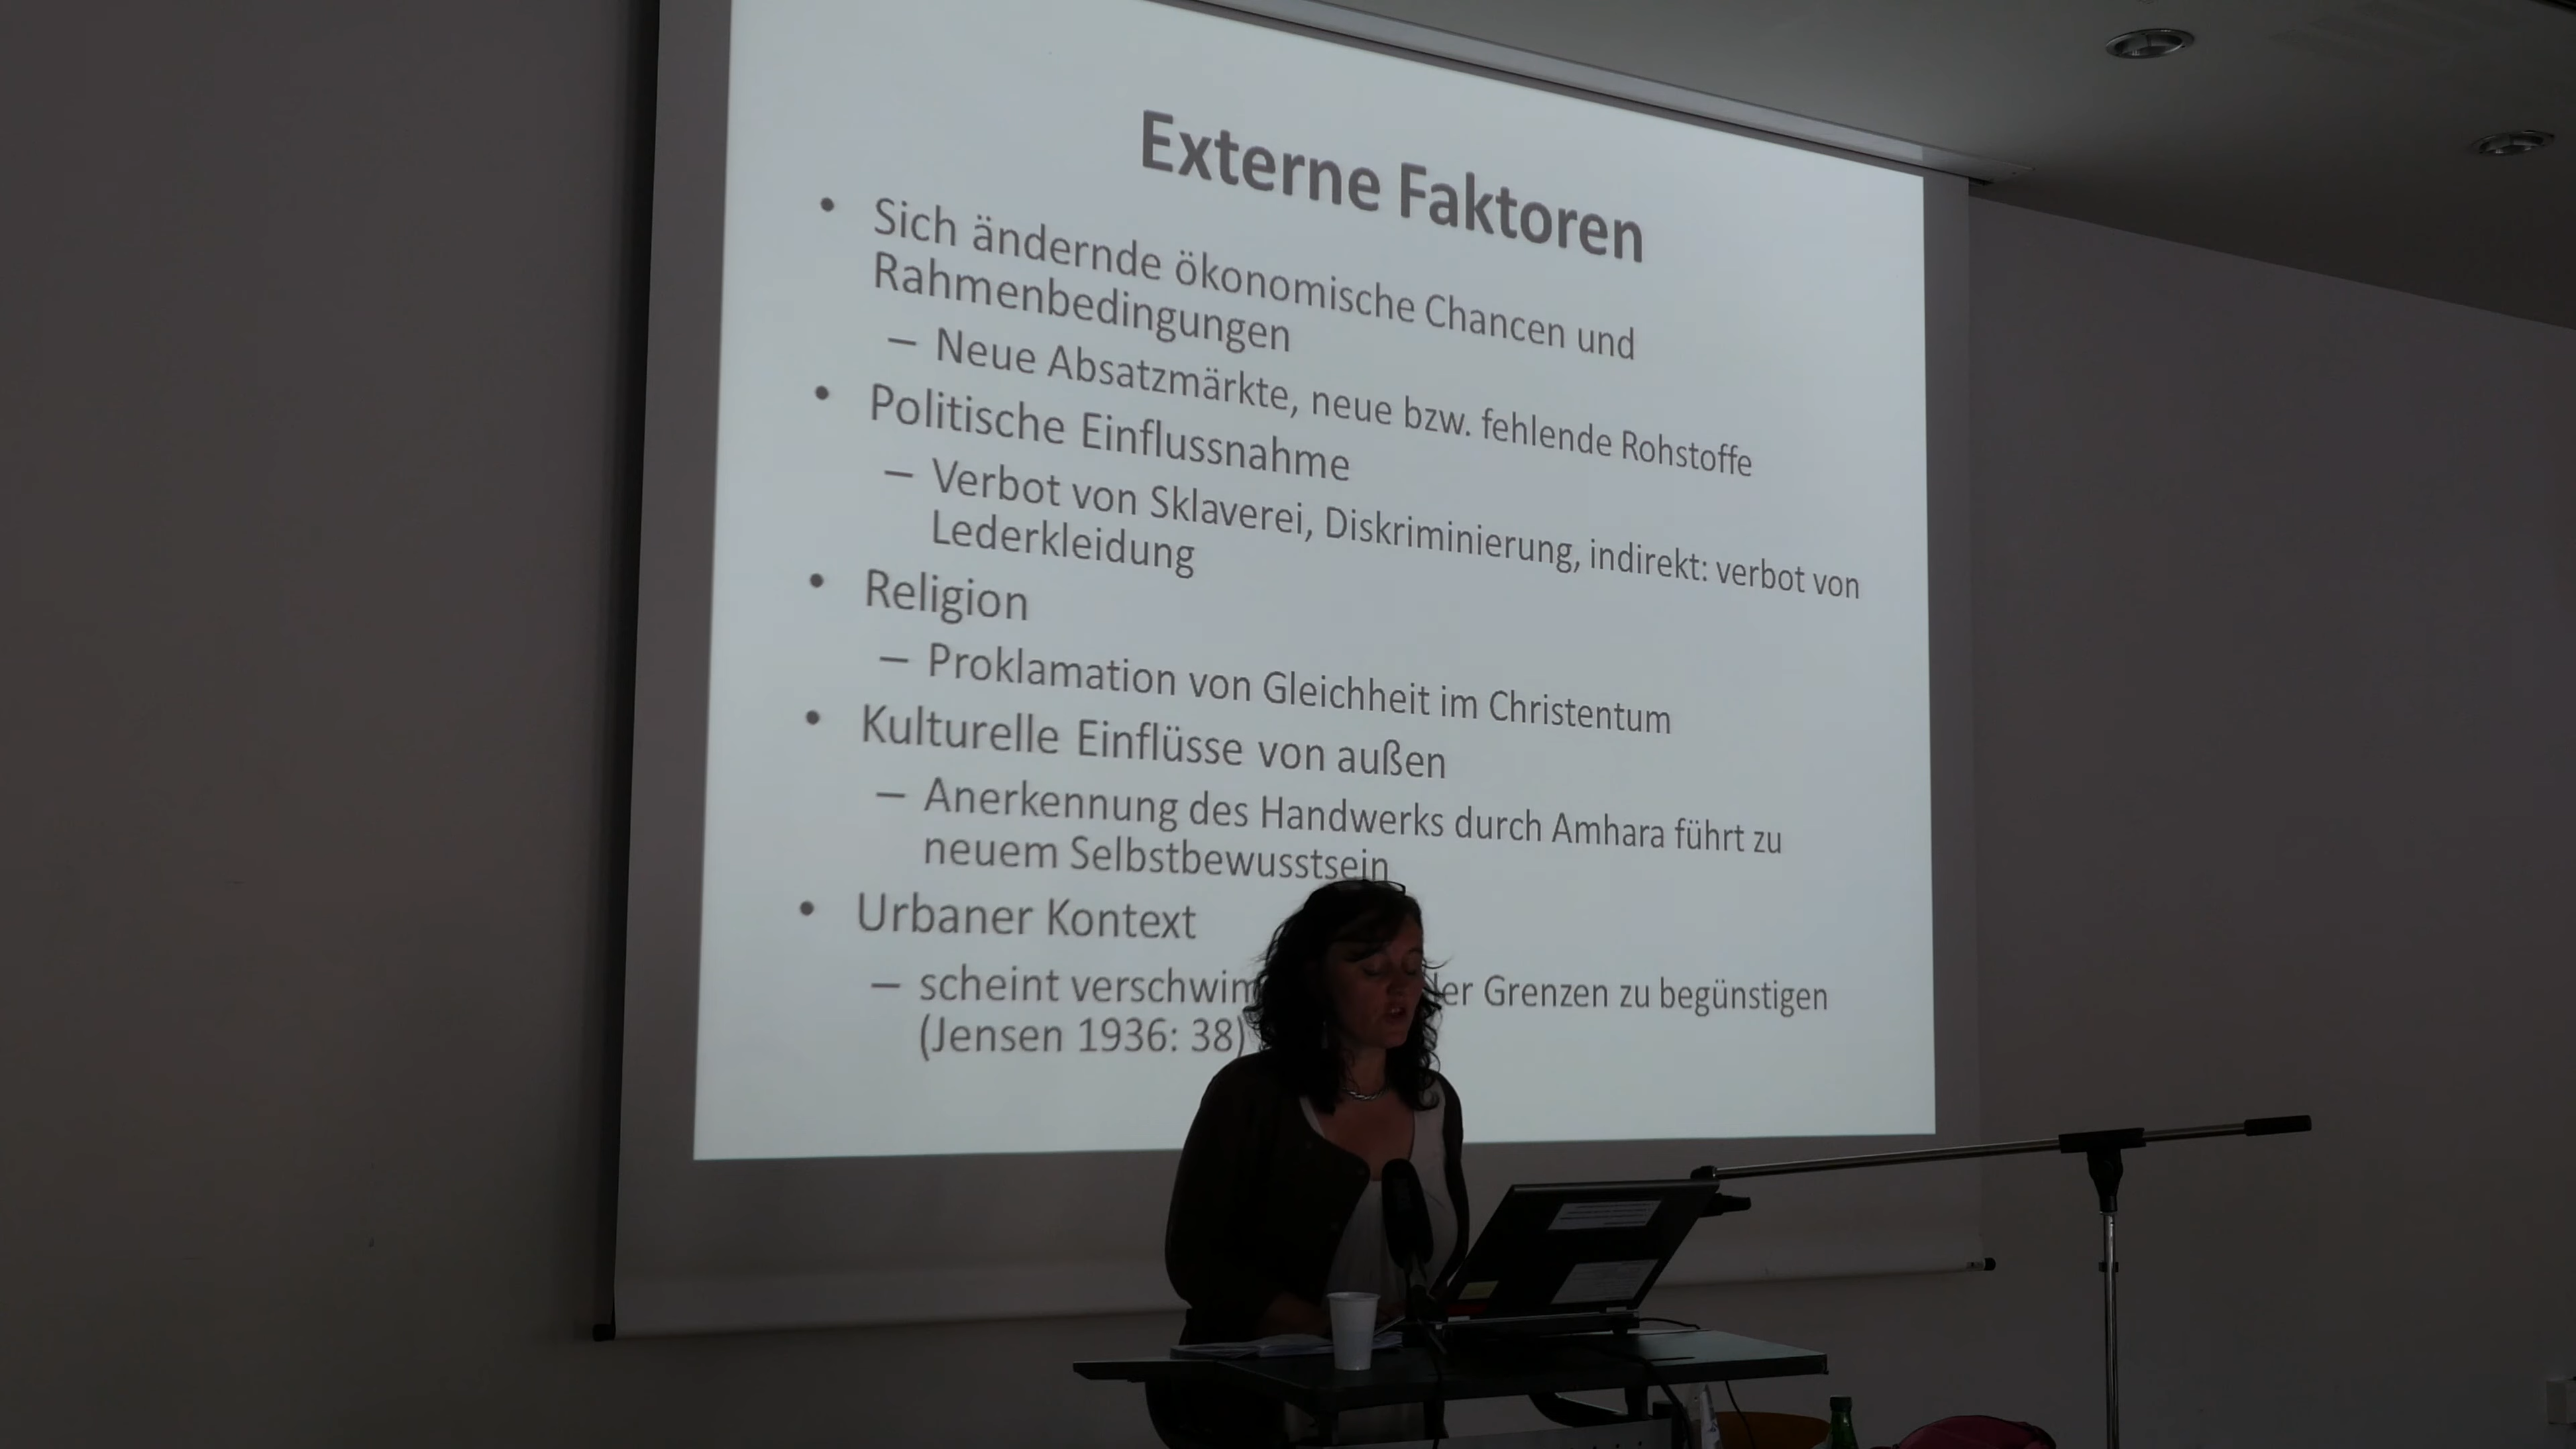 Externe Faktoren
• Sich ändernde ökonomische Chancen und
Rahmenbedingungen
– Neue Absatzmärkte, neue bzw. fehlende Rohstoffe
• Politische Einflussnahme
– Verbot von Sklaverei, Diskriminierung, indirekt: verbot von
Lederkleidung
• Religion
– Proklamation von Gleichheit im Christentum
• Kulturelle Einflüsse von außen
– Anerkennung des Handwerks durch Amhara führt zu
neuem Selbstbewusstsein
• Urbaner Kontext
– scheint Grenzen zu begünstigen
(Jensen 1936: 38)